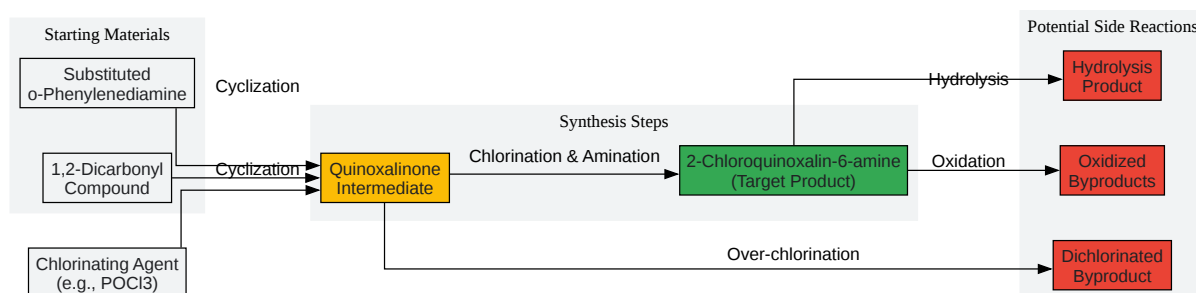 Starting Materials
Substituted
o-Phenylenediamine
Cyclization
1,2-Dicarbonyl
Compound
Cyclization
Chlorinating Agent
(e.g., POCl3)
Synthesis Steps
Quinoxalinone
Intermediate
Chlorination & Amination
2-Chloroquinoxalin-6-amine
(Target Product)
Over-chlorination
Potential Side Reactions
Hydrolysis
Hydrolysis
Product
Oxidation
Oxidized
Byproducts
Dichlorinated
Byproduct